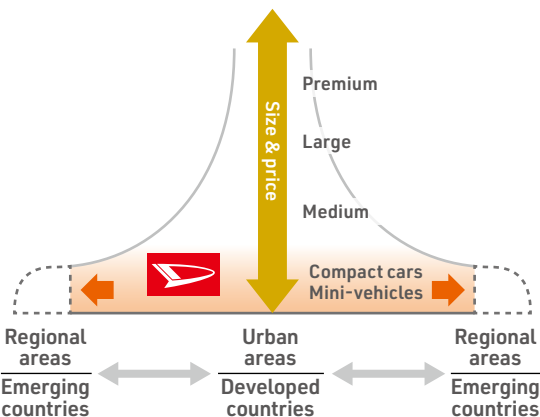 Size & price
Premium
Large
Medium
Compact cars
Mini-vehicles
Regional
areas
Emerging
countries
Urban
areas
Developed
countries
Regional
areas
Emerging
countries